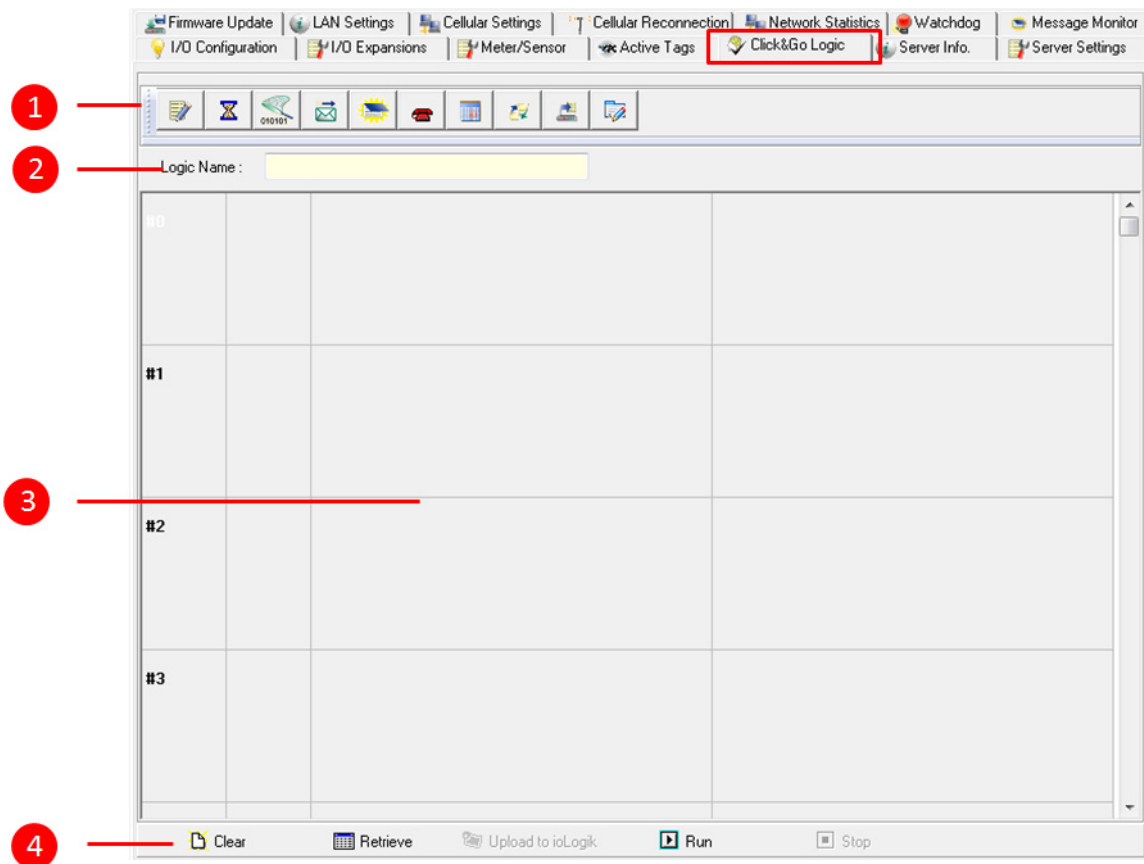 Firmware Update LAN Settings Cellular Settings Cellular Reconnection Network Statistics Watchdog Message Monitor
I/O Configuration I/O Expansions Meter/Sensor Active Tags Click&Go Logic Server Info. Server Settings
1
010101
2 Logic Name :
#0
#1
3
#2
#3
4 Clear Retrieve Upload to ioLogik Run Stop